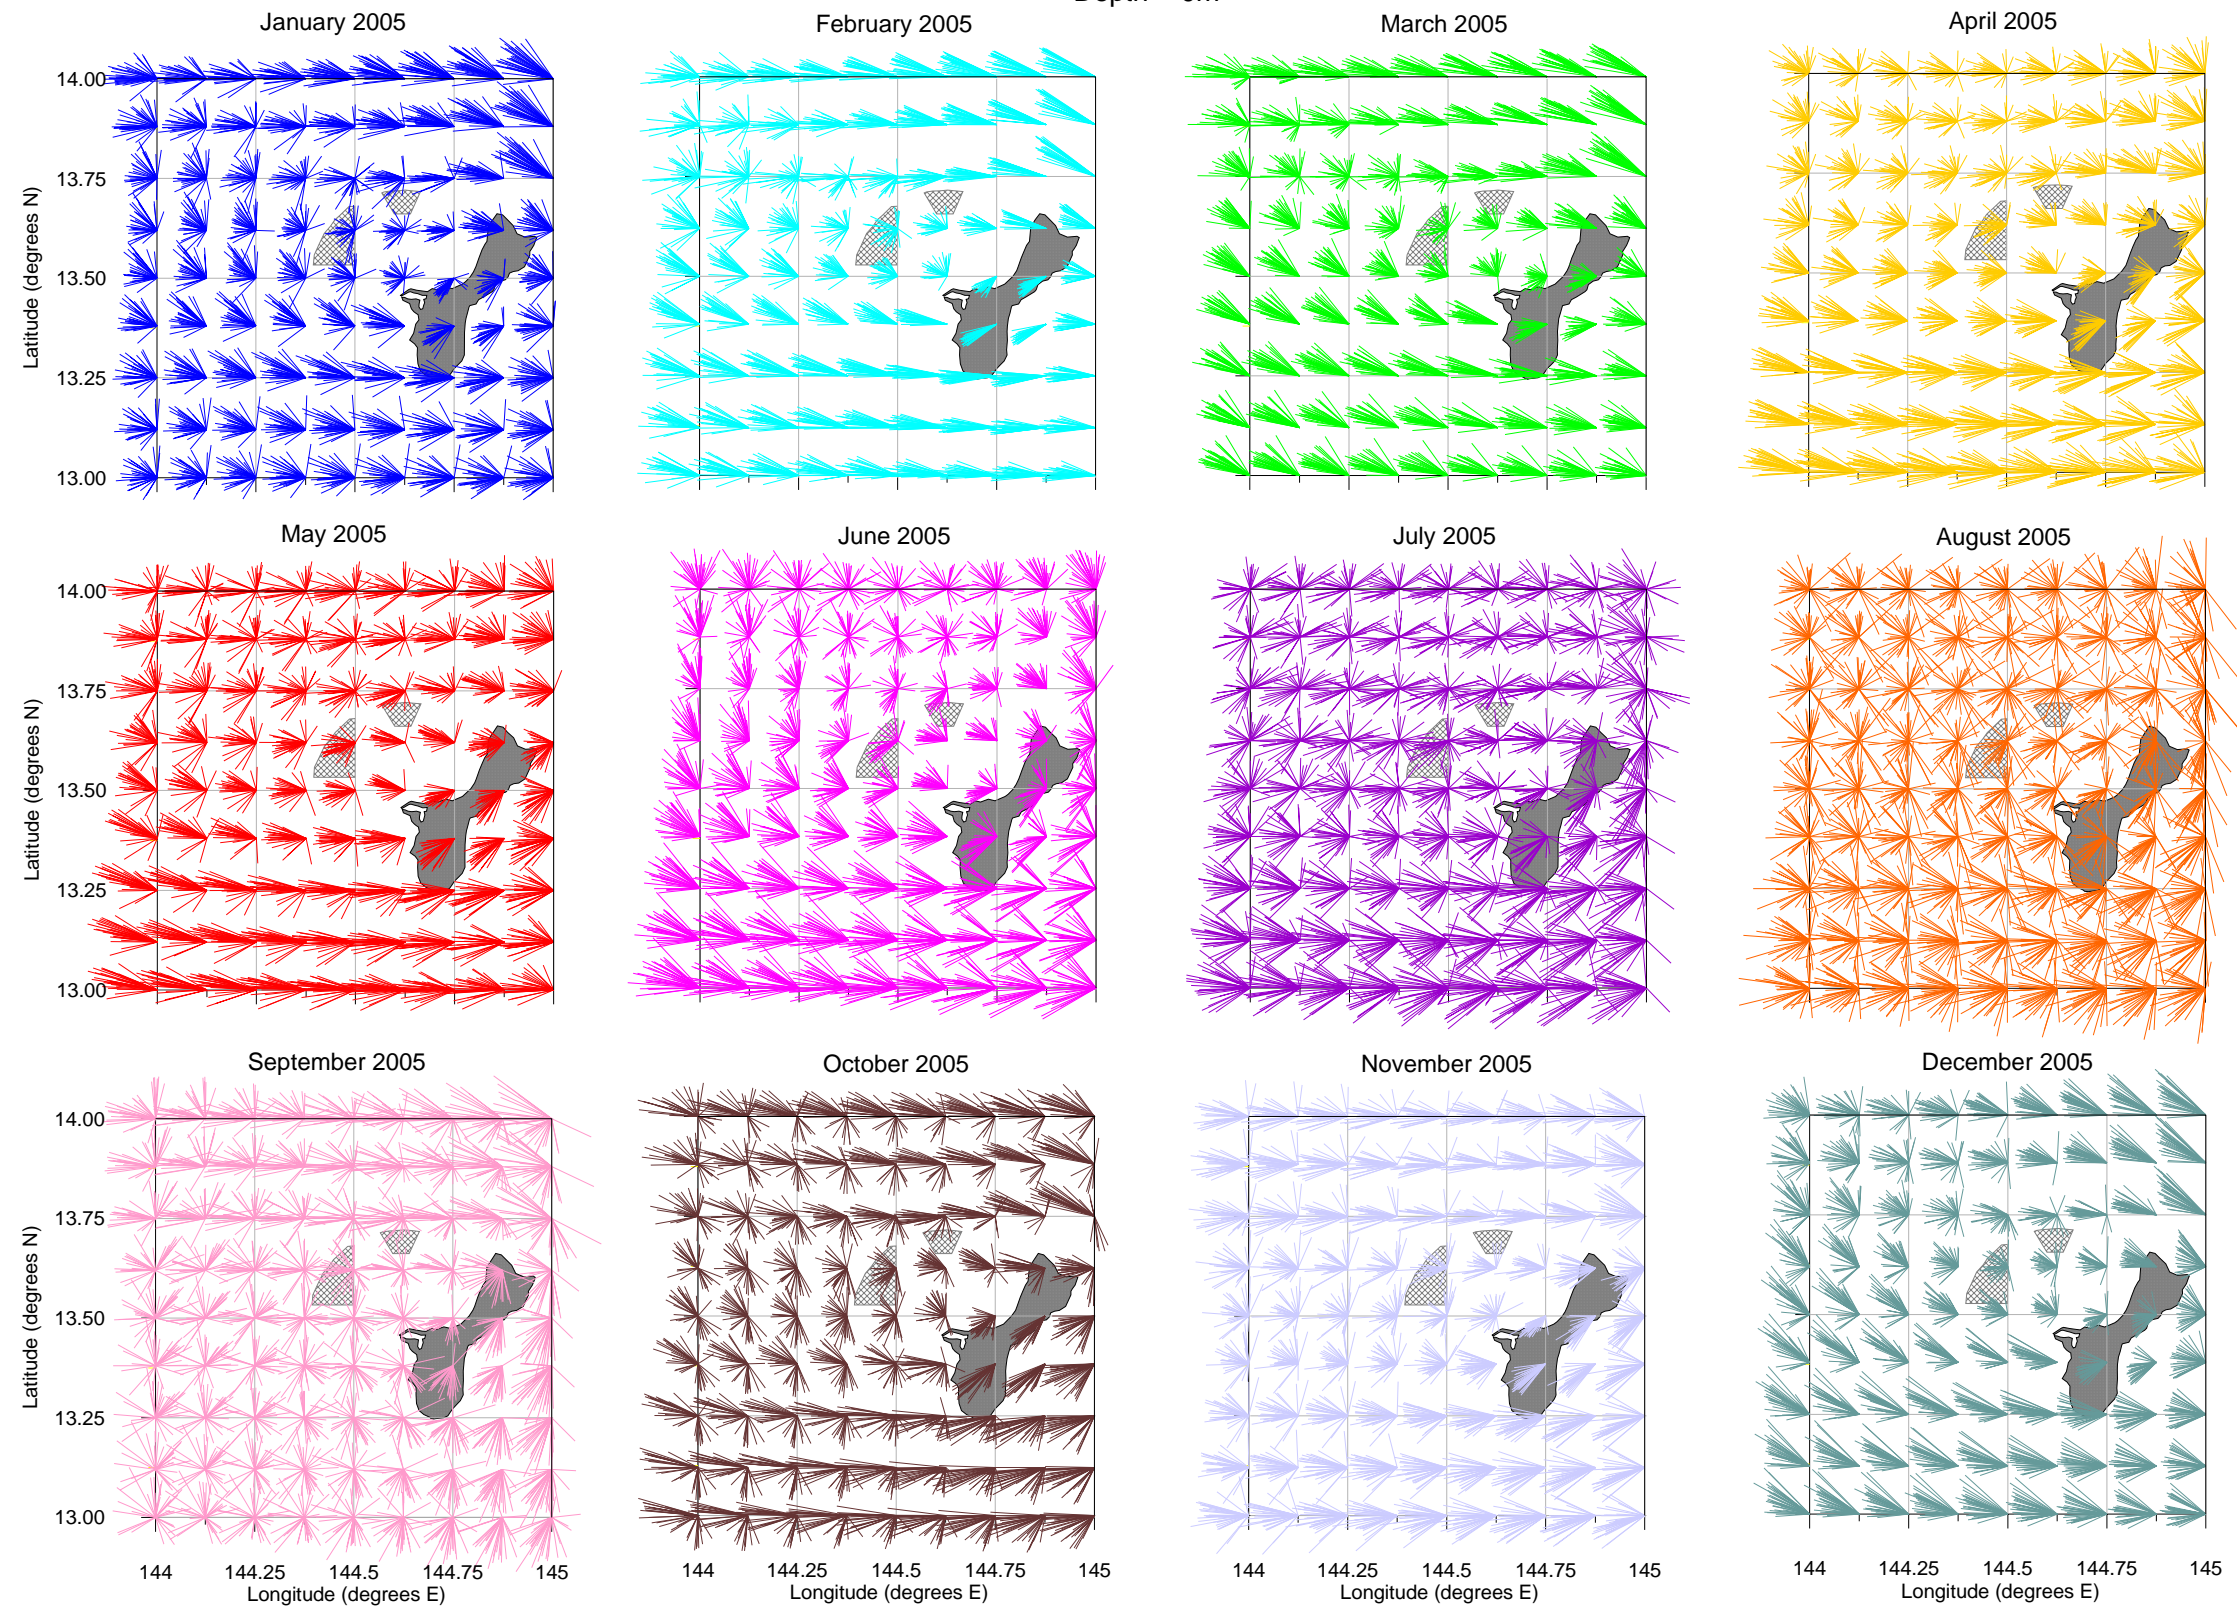 January 2005
February 2005
March 2005
April 2005
14.00
13.75
13.50
13.25
13.00
Latitude (degrees N)
May 2005
June 2005
July 2005
August 2005
14.00
13.75
13.50
13.25
13.00
Latitude (degrees N)
September 2005
October 2005
November 2005
December 2005
14.00
13.75
13.50
13.25
13.00
Latitude (degrees N)
144 144.25 144.5 144.75 145
144 144.25 144.5 144.75 145
144 144.25 144.5 144.75 145
144 144.25 144.5 144.75 145
Longitude (degrees E)
Longitude (degrees E)
Longitude (degrees E)
Longitude (degrees E)